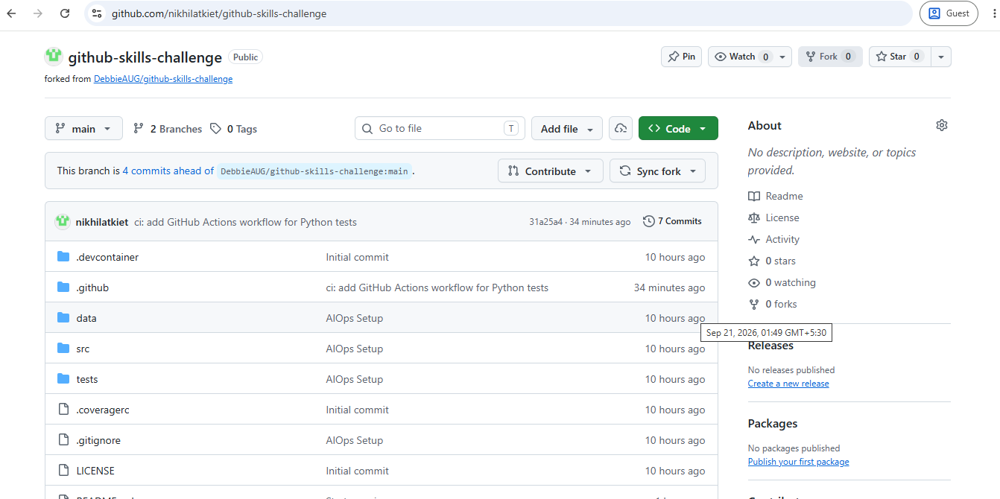 github.com/nikhilatkiet/github-skills-challenge
Guest
github-skills-challenge Public
Pin Watch 0 Fork 0 Star 0
forked from DebbieAUG/github-skills-challenge
main 2 Branches 0 Tags Go to file T Add file Code
This branch is 4 commits ahead of DebbieAUG/github-skills-challenge:main . Contribute Sync fork
nikhilatkiet ci: add GitHub Actions workflow for Python tests 31a25a4 · 34 minutes ago 7 Commits
.devcontainer Initial commit 10 hours ago
.github ci: add GitHub Actions workflow for Python tests 34 minutes ago
data AIOps Setup 10 hours ago
Sep 21, 2026, 01:49 GMT+5:30
src AIOps Setup 10 hours ago
tests AIOps Setup 10 hours ago
.coveragerc Initial commit 10 hours ago
.gitignore AIOps Setup 10 hours ago
LICENSE Initial commit 10 hours ago
About
No description, website, or topics
provided.
Readme
License
Activity
0 stars
0 watching
0 forks
Releases
No releases published
Create a new release
Packages
No packages published
Publish your first package